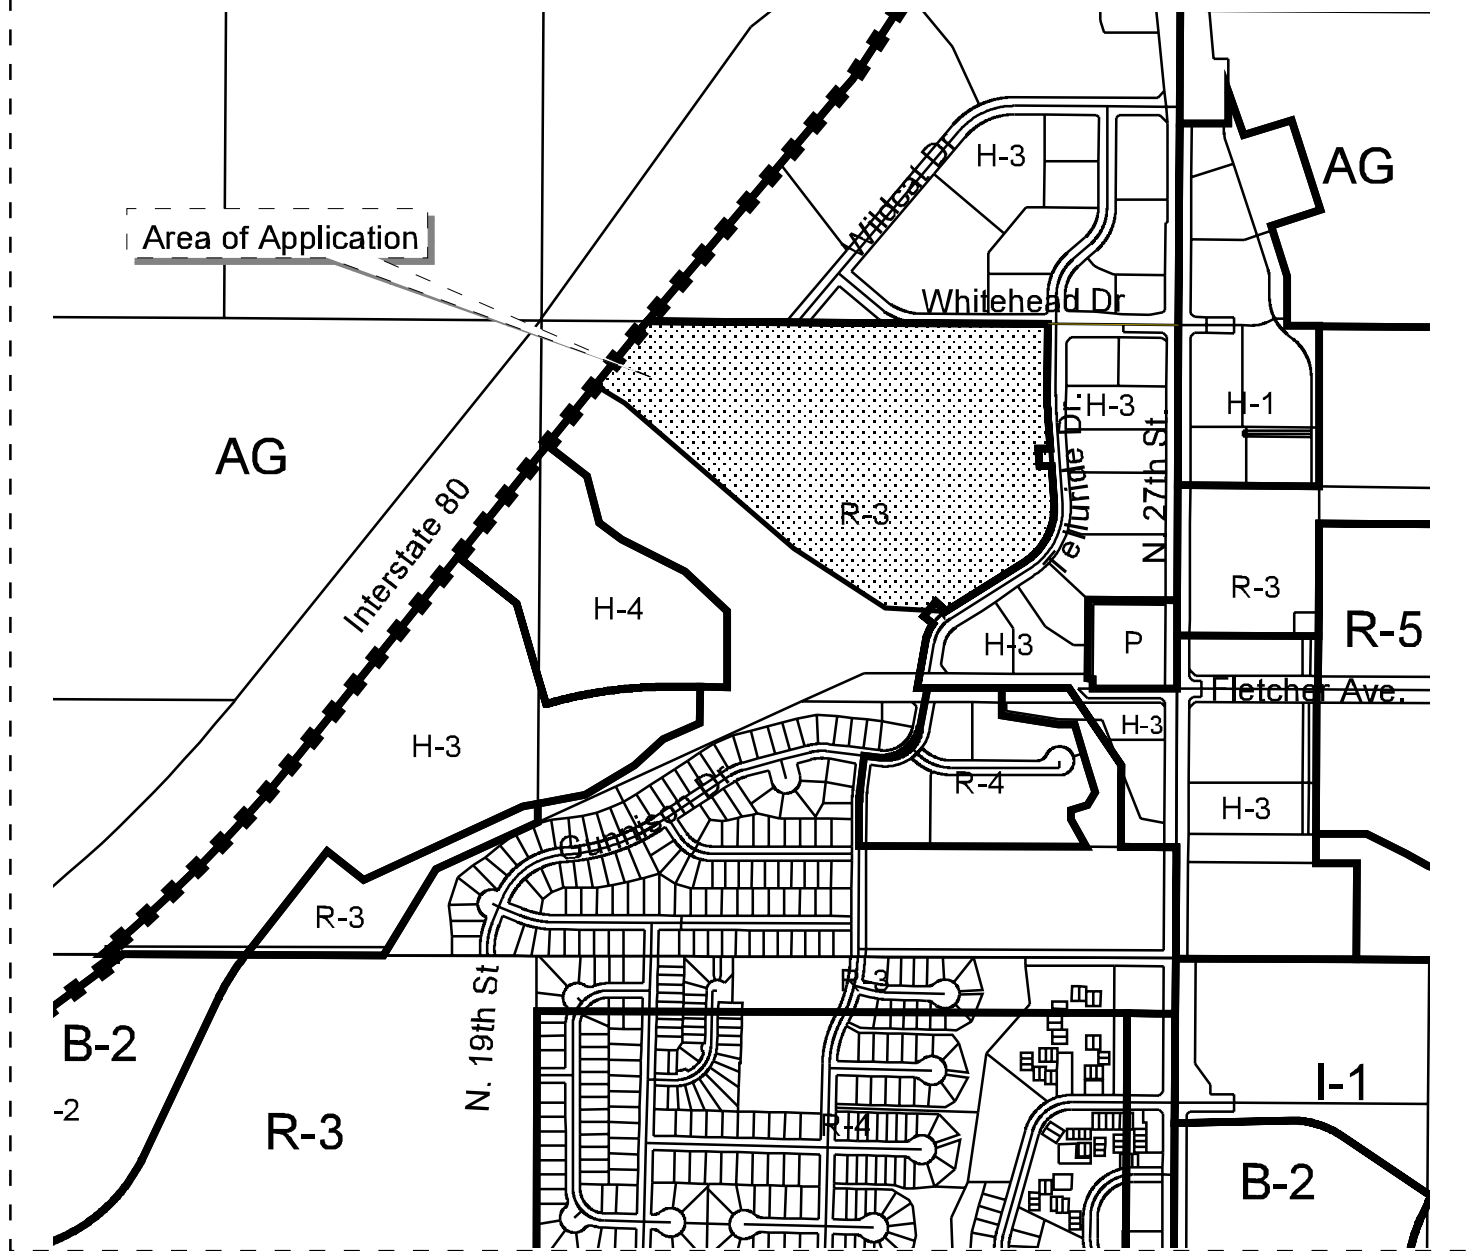 H-3
AG
Wildcat Dr
Area of Application
Whitehead Dr
H-3
H-1
Telluride Dr.
N. 27th St.
AG
Interstate 80
R-3
R-3
H-4
R-5
H-3
P
Fletcher Ave.
H-3
H-3
R-4
H-3
Gunnison Dr
R-3
R-3
N. 19th St
B-2
I-1
-2
R-3
R-4
B-2